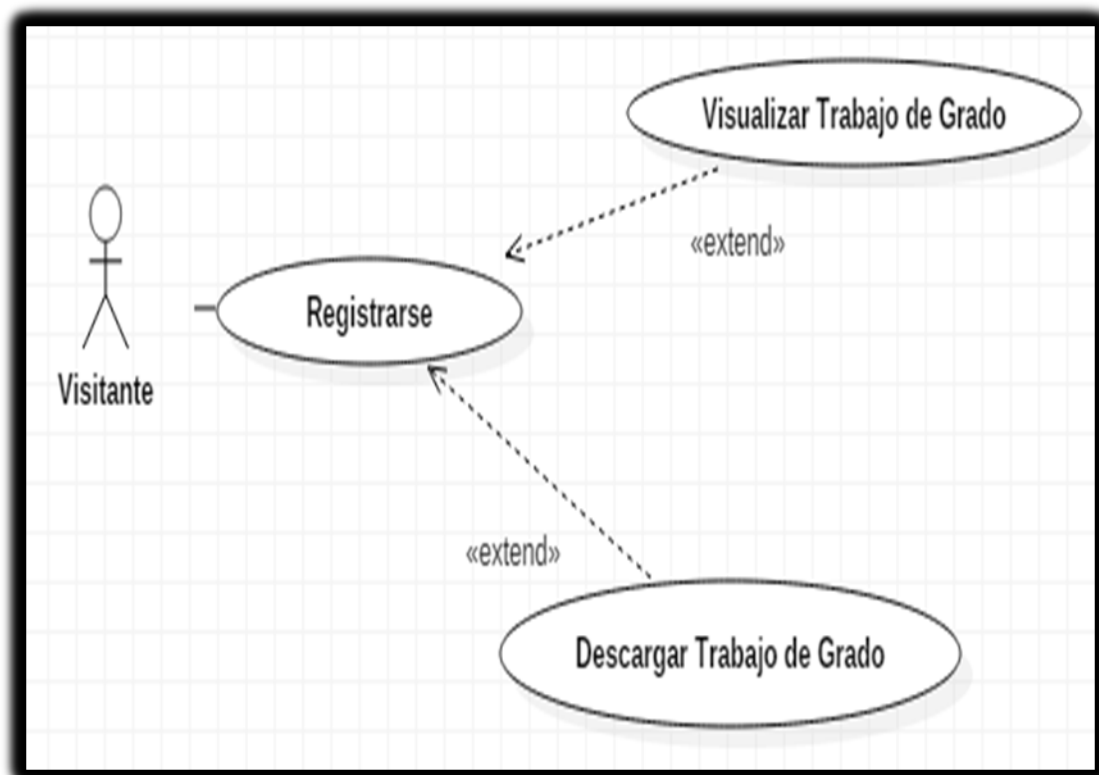 Visualizar Trabajo de Grado
«extend»
Registrarse
Visitante
«extend»
Descargar Trabajo de Grado